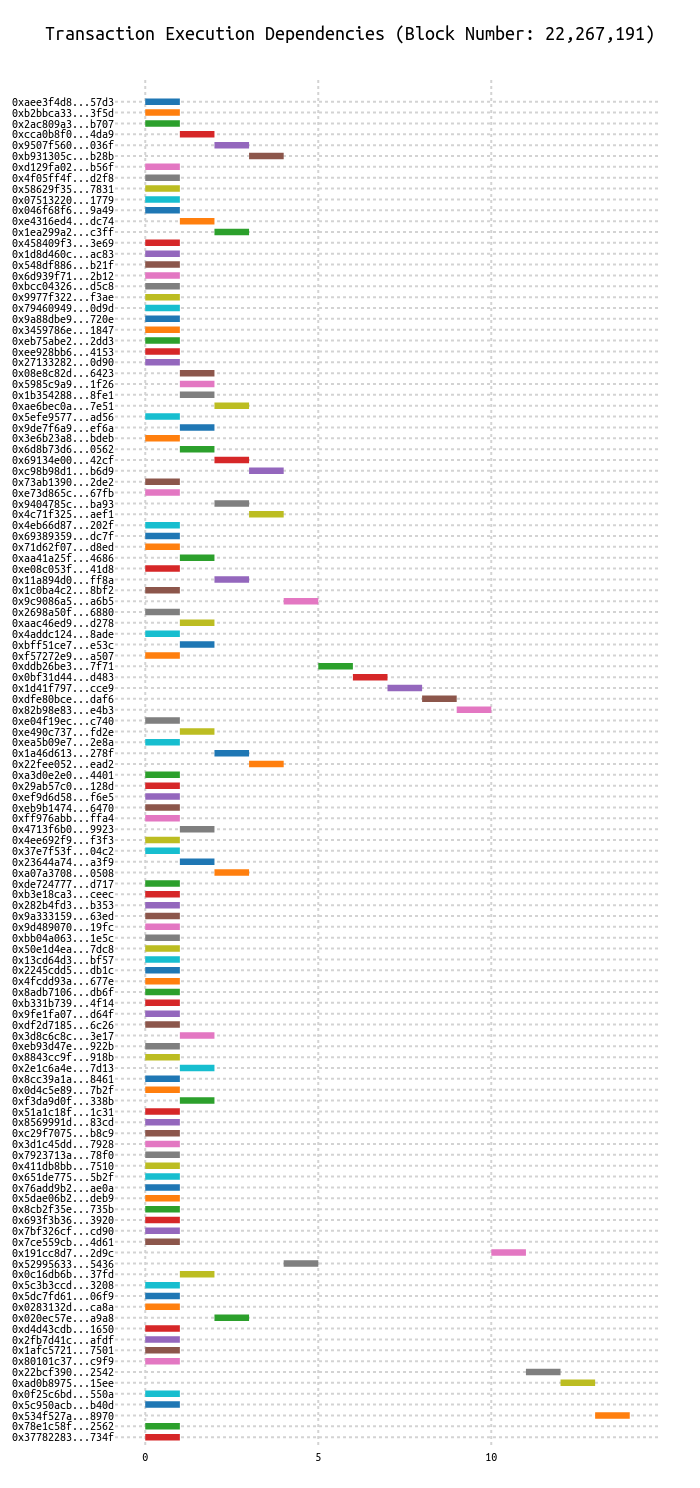 Transaction Execution Dependencies (Block Number: 22,267,191)
0xaee3f4d8...57d3
0xb2bbca33...3f5d
0x2ac809a3...b707
0xcca0b8f0...4da9
0x9507f560...036f
0xb931305c...b28b
0xd129fa02...b56f
0x4f05ff4f...d2f8
0x58629f35...7831
0x07513220...1779
0x046f68f6...9a49
0xe4316ed4...dc74
0x1ea299a2...c3ff
0x458409f3...3e69
0x1d8d460c...ac83
0x548df886...b21f
0x6d939f71...2b12
0xbcc04326...d5c8
0x9977f322...f3ae
0x79460949...0d9d
0x9a88dbe9...720e
0x3459786e...1847
0xeb75abe2...2dd3
0xee928bb6...4153
0x27133282...0d90
0x08e8c82d...6423
0x5985c9a9...1f26
0x1b354288...8fe1
0xae6bec0a...7e51
0x5efe9577...ad56
0x9de7f6a9...ef6a
0x3e6b23a8...bdeb
0x6d8b73d6...0562
0x69134e00...42cf
0xc98b98d1...b6d9
0x73ab1390...2de2
0xe73d865c...67fb
0x9404785c...ba93
0x4c71f325...aef1
0x4eb66d87...202f
0x69389359...dc7f
0x71d62f07...d8ed
0xaa41a25f...4686
0xe08c053f...41d8
0x11a894d0...ff8a
0x1c0ba4c2...8bf2
0x9c9086a5...a6b5
0x2698a50f...6880
0xaac46ed9...d278
0x4addc124...8ade
0xbff51ce7...e53c
0xf57272e9...a507
0xddb26be3...7f71
0x0bf31d44...d483
0x1d41f797...cce9
0xdfe80bce...daf6
0x82b98e83...e4b3
0xe04f19ec...c740
0xe490c737...fd2e
0xea5b09e7...2e8a
0x1a46d613...278f
0x22fee052...ead2
0xa3d0e2e0...4401
0x29ab57c0...128d
0xef9d6d58...f6e5
0xeb9b1474...6470
0xff976abb...ffa4
0x4713f6b0...9923
0x4ee692f9...f3f3
0x37e7f53f...04c2
0x23644a74...a3f9
0xa07a3708...0508
0xde724777...d717
0xb3e18ca3...ceec
0x282b4fd3...b353
0x9a333159...63ed
0x9d489070...19fc
0xbb04a063...1e5c
0x50e1d4ea...7dc8
0x13cd64d3...bf57
0x2245cdd5...db1c
0x4fcdd93a...677e
0x8adb7106...db6f
0xb331b739...4f14
0x9fe1fa07...d64f
0xdf2d7185...6c26
0x3d8c6c8c...3e17
0xeb93d47e...922b
0x8843cc9f...918b
0x2e1c6a4e...7d13
0x8cc39a1a...8461
0x0d4c5e89...7b2f
0xf3da9d0f...338b
0x51a1c18f...1c31
0x8569991d...83cd
0xc29f7075...b8c9
0x3d1c45dd...7928
0x7923713a...78f0
0x411db8bb...7510
0x651de775...5b2f
0x76add9b2...ae0a
0x5dae06b2...deb9
0x8cb2f35e...735b
0x693f3b36...3920
0x7bf326cf...cd90
0x7ce559cb...4d61
0x191cc8d7...2d9c
0x52995633...5436
0x0c16db6b...37fd
0x5c3b3ccd...3208
0x5dc7fd61...06f9
0x0283132d...ca8a
0x020ec57e...a9a8
0xd4d43cdb...1650
0x2fb7d41c...afdf
0x1afc5721...7501
0x80101c37...c9f9
0x22bcf390...2542
0xad0b8975...15ee
0x0f25c6bd...550a
0x5c950acb...b40d
0x534f527a...8970
0x78e1c58f...2562
0x37782283...734f
0 5 10